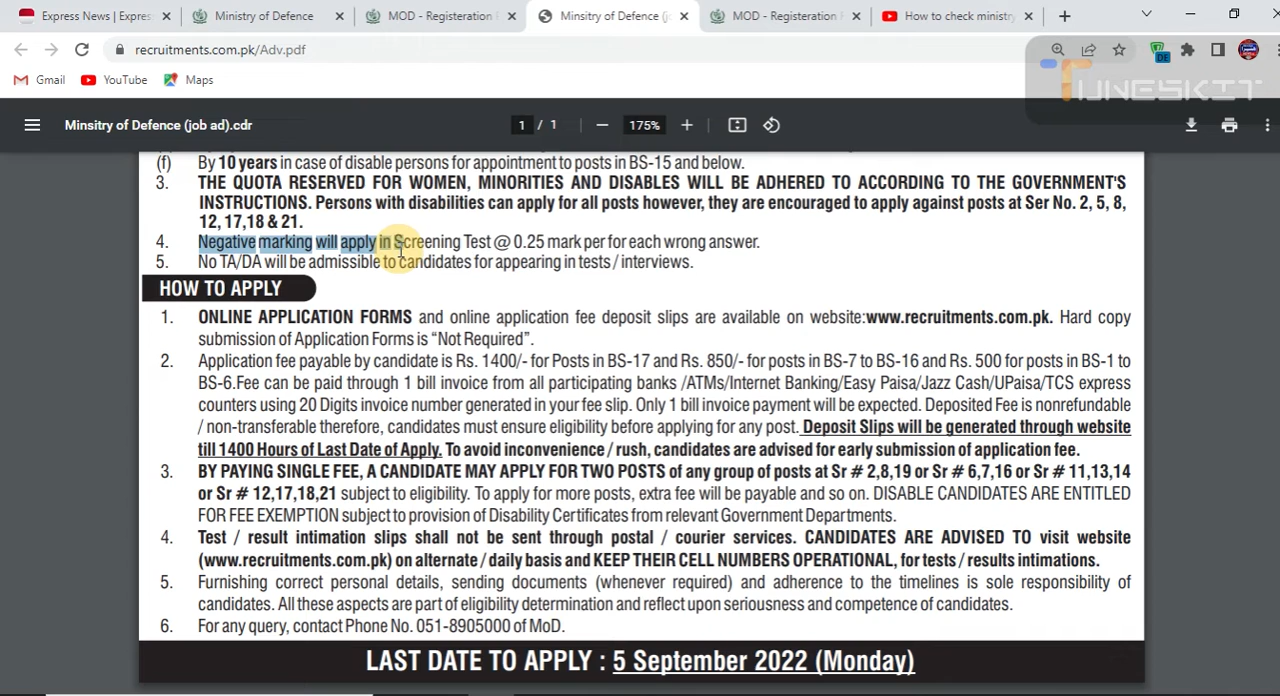 Express News | Expres
Ministry of Defence
MOD - Registeration F
Ministry of Defence (jo
MOD - Registeration F
How to check ministry
recruitments.com.pk/Adv.pdf
Gmail YouTube Maps
DE
TUNESKIT
Minsitry of Defence (job ad).cdr
1 / 1 175%
(f) By 10 years in case of disable persons for appointment to posts in BS-15 and below.
3. THE QUOTA RESERVED FOR WOMEN, MINORITIES AND DISABLES WILL BE ADHERED TO ACCORDING TO THE GOVERNMENT'S
INSTRUCTIONS. Persons with disabilities can apply for all posts however, they are encouraged to apply against posts at Ser No. 2, 5, 8,
12, 17,18 & 21.
4. Negative marking will apply in Screening Test @ 0.25 mark per for each wrong answer.
5. No TA/DA will be admissible to candidates for appearing in tests / interviews.
HOW TO APPLY
1. ONLINE APPLICATION FORMS and online application fee deposit slips are available on website:www.recruitments.com.pk. Hard copy
submission of Application Forms is “Not Required”.
2. Application fee payable by candidate is Rs. 1400/- for Posts in BS-17 and Rs. 850/- for posts in BS-7 to BS-16 and Rs. 500 for posts in BS-1 to
BS-6.Fee can be paid through 1 bill invoice from all participating banks /ATMs/Internet Banking/Easy Paisa/Jazz Cash/UPaisa/TCS express
counters using 20 Digits invoice number generated in your fee slip. Only 1 bill invoice payment will be expected. Deposited Fee is nonrefundable
/ non-transferable therefore, candidates must ensure eligibility before applying for any post. Deposit Slips will be generated through website
till 1400 Hours of Last Date of Apply. To avoid inconvenience / rush, candidates are advised for early submission of application fee.
3. BY PAYING SINGLE FEE, A CANDIDATE MAY APPLY FOR TWO POSTS of any group of posts at Sr # 2,8,19 or Sr # 6,7,16 or Sr # 11,13,14
or Sr # 12,17,18,21 subject to eligibility. To apply for more posts, extra fee will be payable and so on. DISABLE CANDIDATES ARE ENTITLED
FOR FEE EXEMPTION subject to provision of Disability Certificates from relevant Government Departments.
4. Test / result intimation slips shall not be sent through postal / courier services. CANDIDATES ARE ADVISED TO visit website
(www.recruitments.com.pk) on alternate / daily basis and KEEP THEIR CELL NUMBERS OPERATIONAL, for tests / results intimations.
5. Furnishing correct personal details, sending documents (whenever required) and adherence to the timelines is sole responsibility of
candidates. All these aspects are part of eligibility determination and reflect upon seriousness and competence of candidates.
6. For any query, contact Phone No. 051-8905000 of MoD.
LAST DATE TO APPLY : 5 September 2022 (Monday)